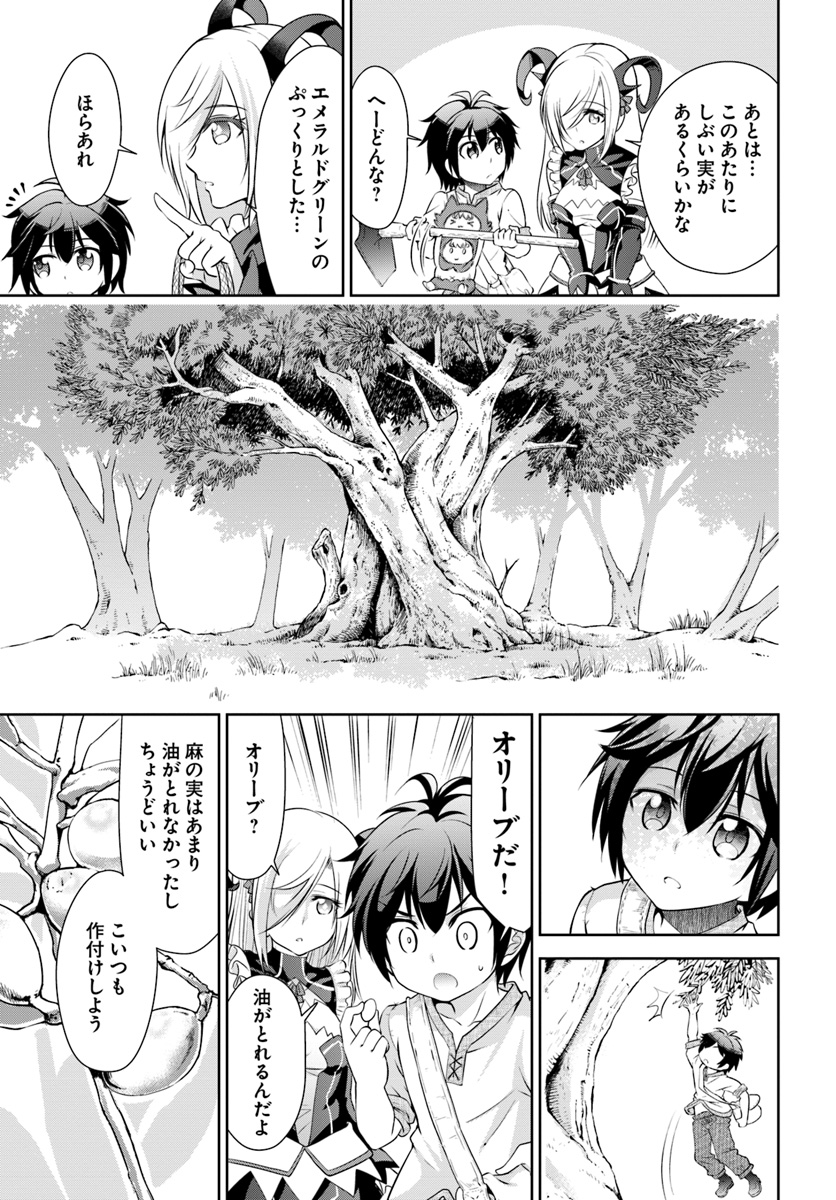 あとは…
このあたりに
しぶい実が
あるくらいかな
へーどんな?
エメラルドグリーンの
ぷっくりとした…
ほらあれ
オリーブだ!
オリーブ?
油がとれるんだよ
麻の実はあまり
油がとれなかったし
ちょうどいい
こいつも
作付けしよう